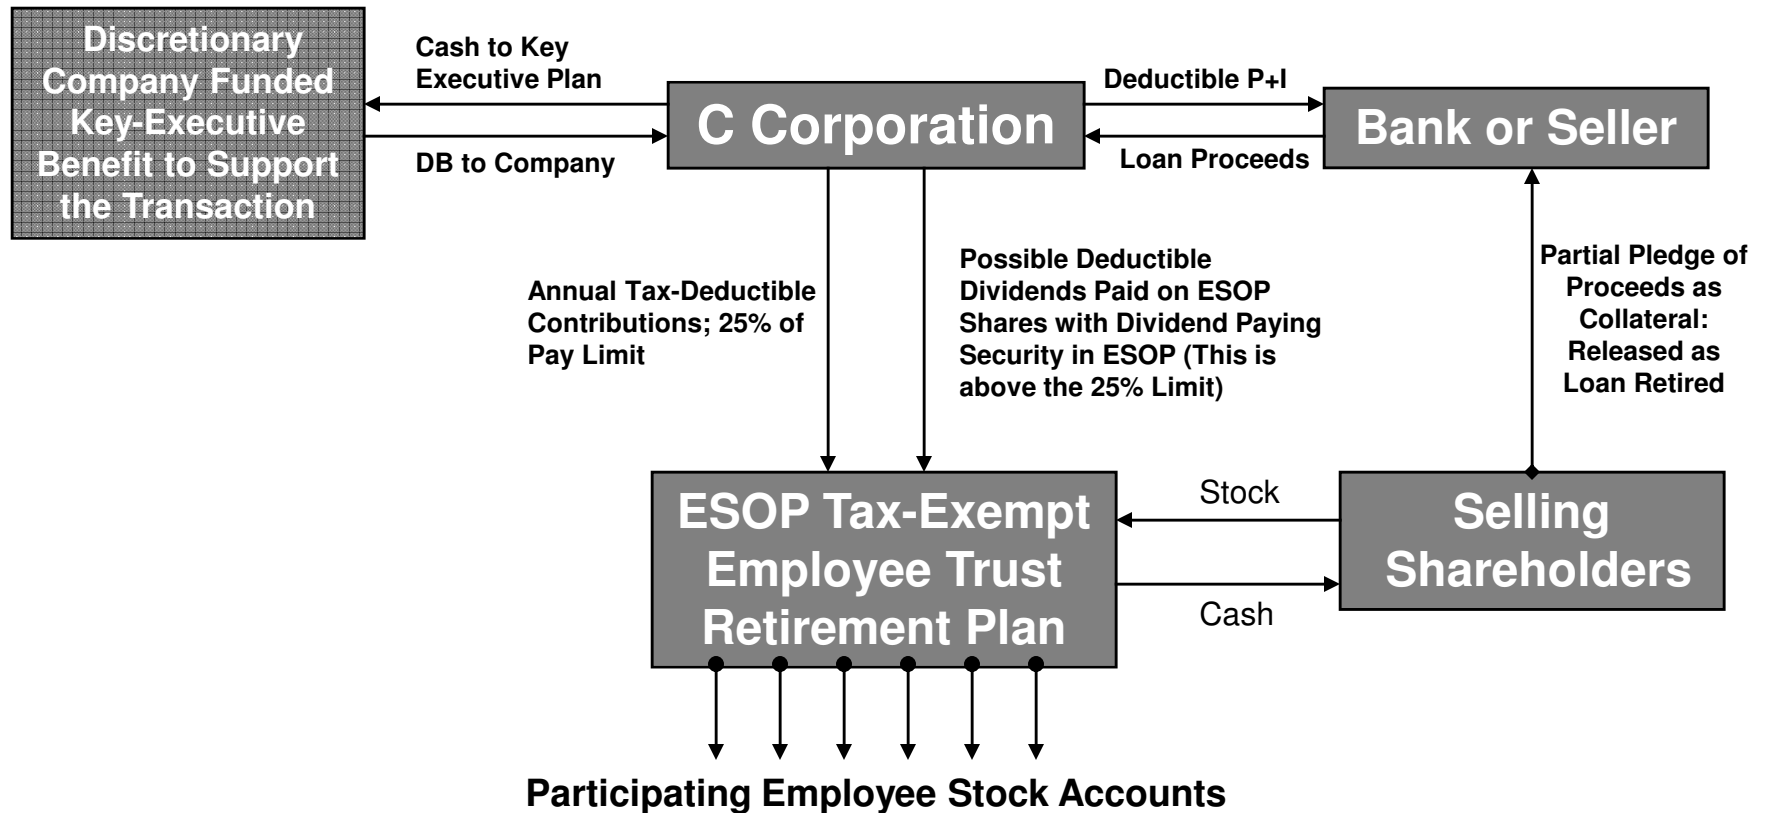 Discretionary
Company Funded
Key-Executive
Benefit to Support
the Transaction
Cash to Key
Executive Plan
DB to Company
C Corporation
Deductible P+I
Loan Proceeds
Bank or Seller
Annual Tax-Deductible
Contributions; 25% of
Pay Limit
Possible Deductible
Dividends Paid on ESOP
Shares with Dividend Paying
Security in ESOP (This is
above the 25% Limit)
Partial Pledge of
Proceeds as
Collateral:
Released as
Loan Retired
ESOP Tax-Exempt
Employee Trust
Retirement Plan
Stock
Cash
Selling
Shareholders
Participating Employee Stock Accounts